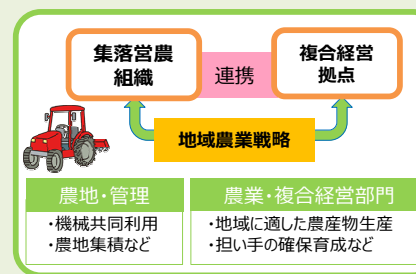 集落営農
組織
連携
複合経営
拠点
地域農業戦略
農地・管理
・機械共同利用
・農地集積など
農業・複合経営部門
・地域に適した農産物生産
・担い手の確保育成など